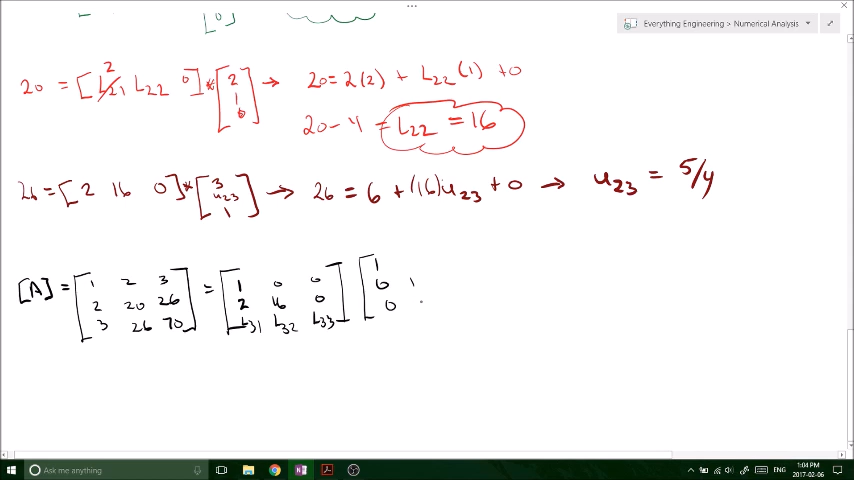 [0]
Everything Engineering > Numerical Analysis
2
20 = [L21 L22 0] * [2 1 0] → 20 = 2(2) + L22 (1) + 0
20 - 4 = L22 = 16
26 = [2 16 0] * [3 u23 1] → 26 = 6 + (16)u23 + 0 → u23 = 5/4
[A] = [1 2 3 = [1 0 0 [1
2 20 26 2 16 0 0 1
3 26 70] L31 L32 L33] 0
Ask me anything
ENG
1:04 PM
2017-02-06